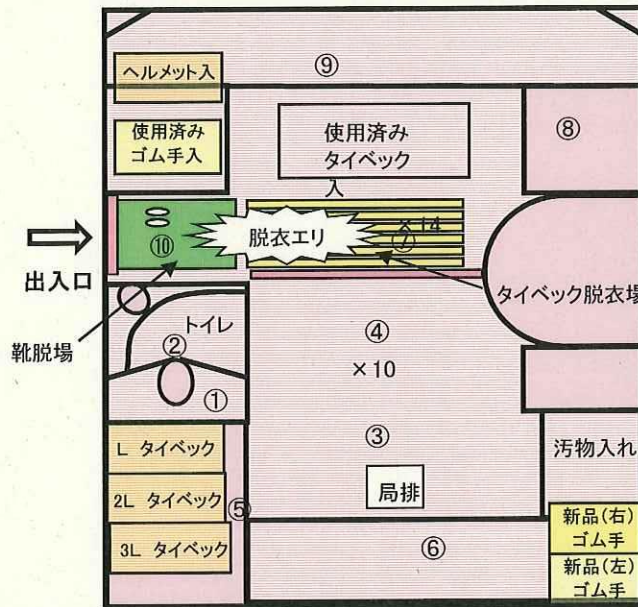 ⑨
ヘルメット入
使用済み
ゴム手入
使用済み
タイベック
入
⑧
×14
⑦
脱衣エリ
⑩
出入口
タイベック脱衣場
靴脱場
トイレ
②
①
④
×10
③
局排
汚物入れ
L タイベック
2L タイベック
3L タイベック
⑤
⑥
新品(右)
ゴム手
新品(左)
ゴム手